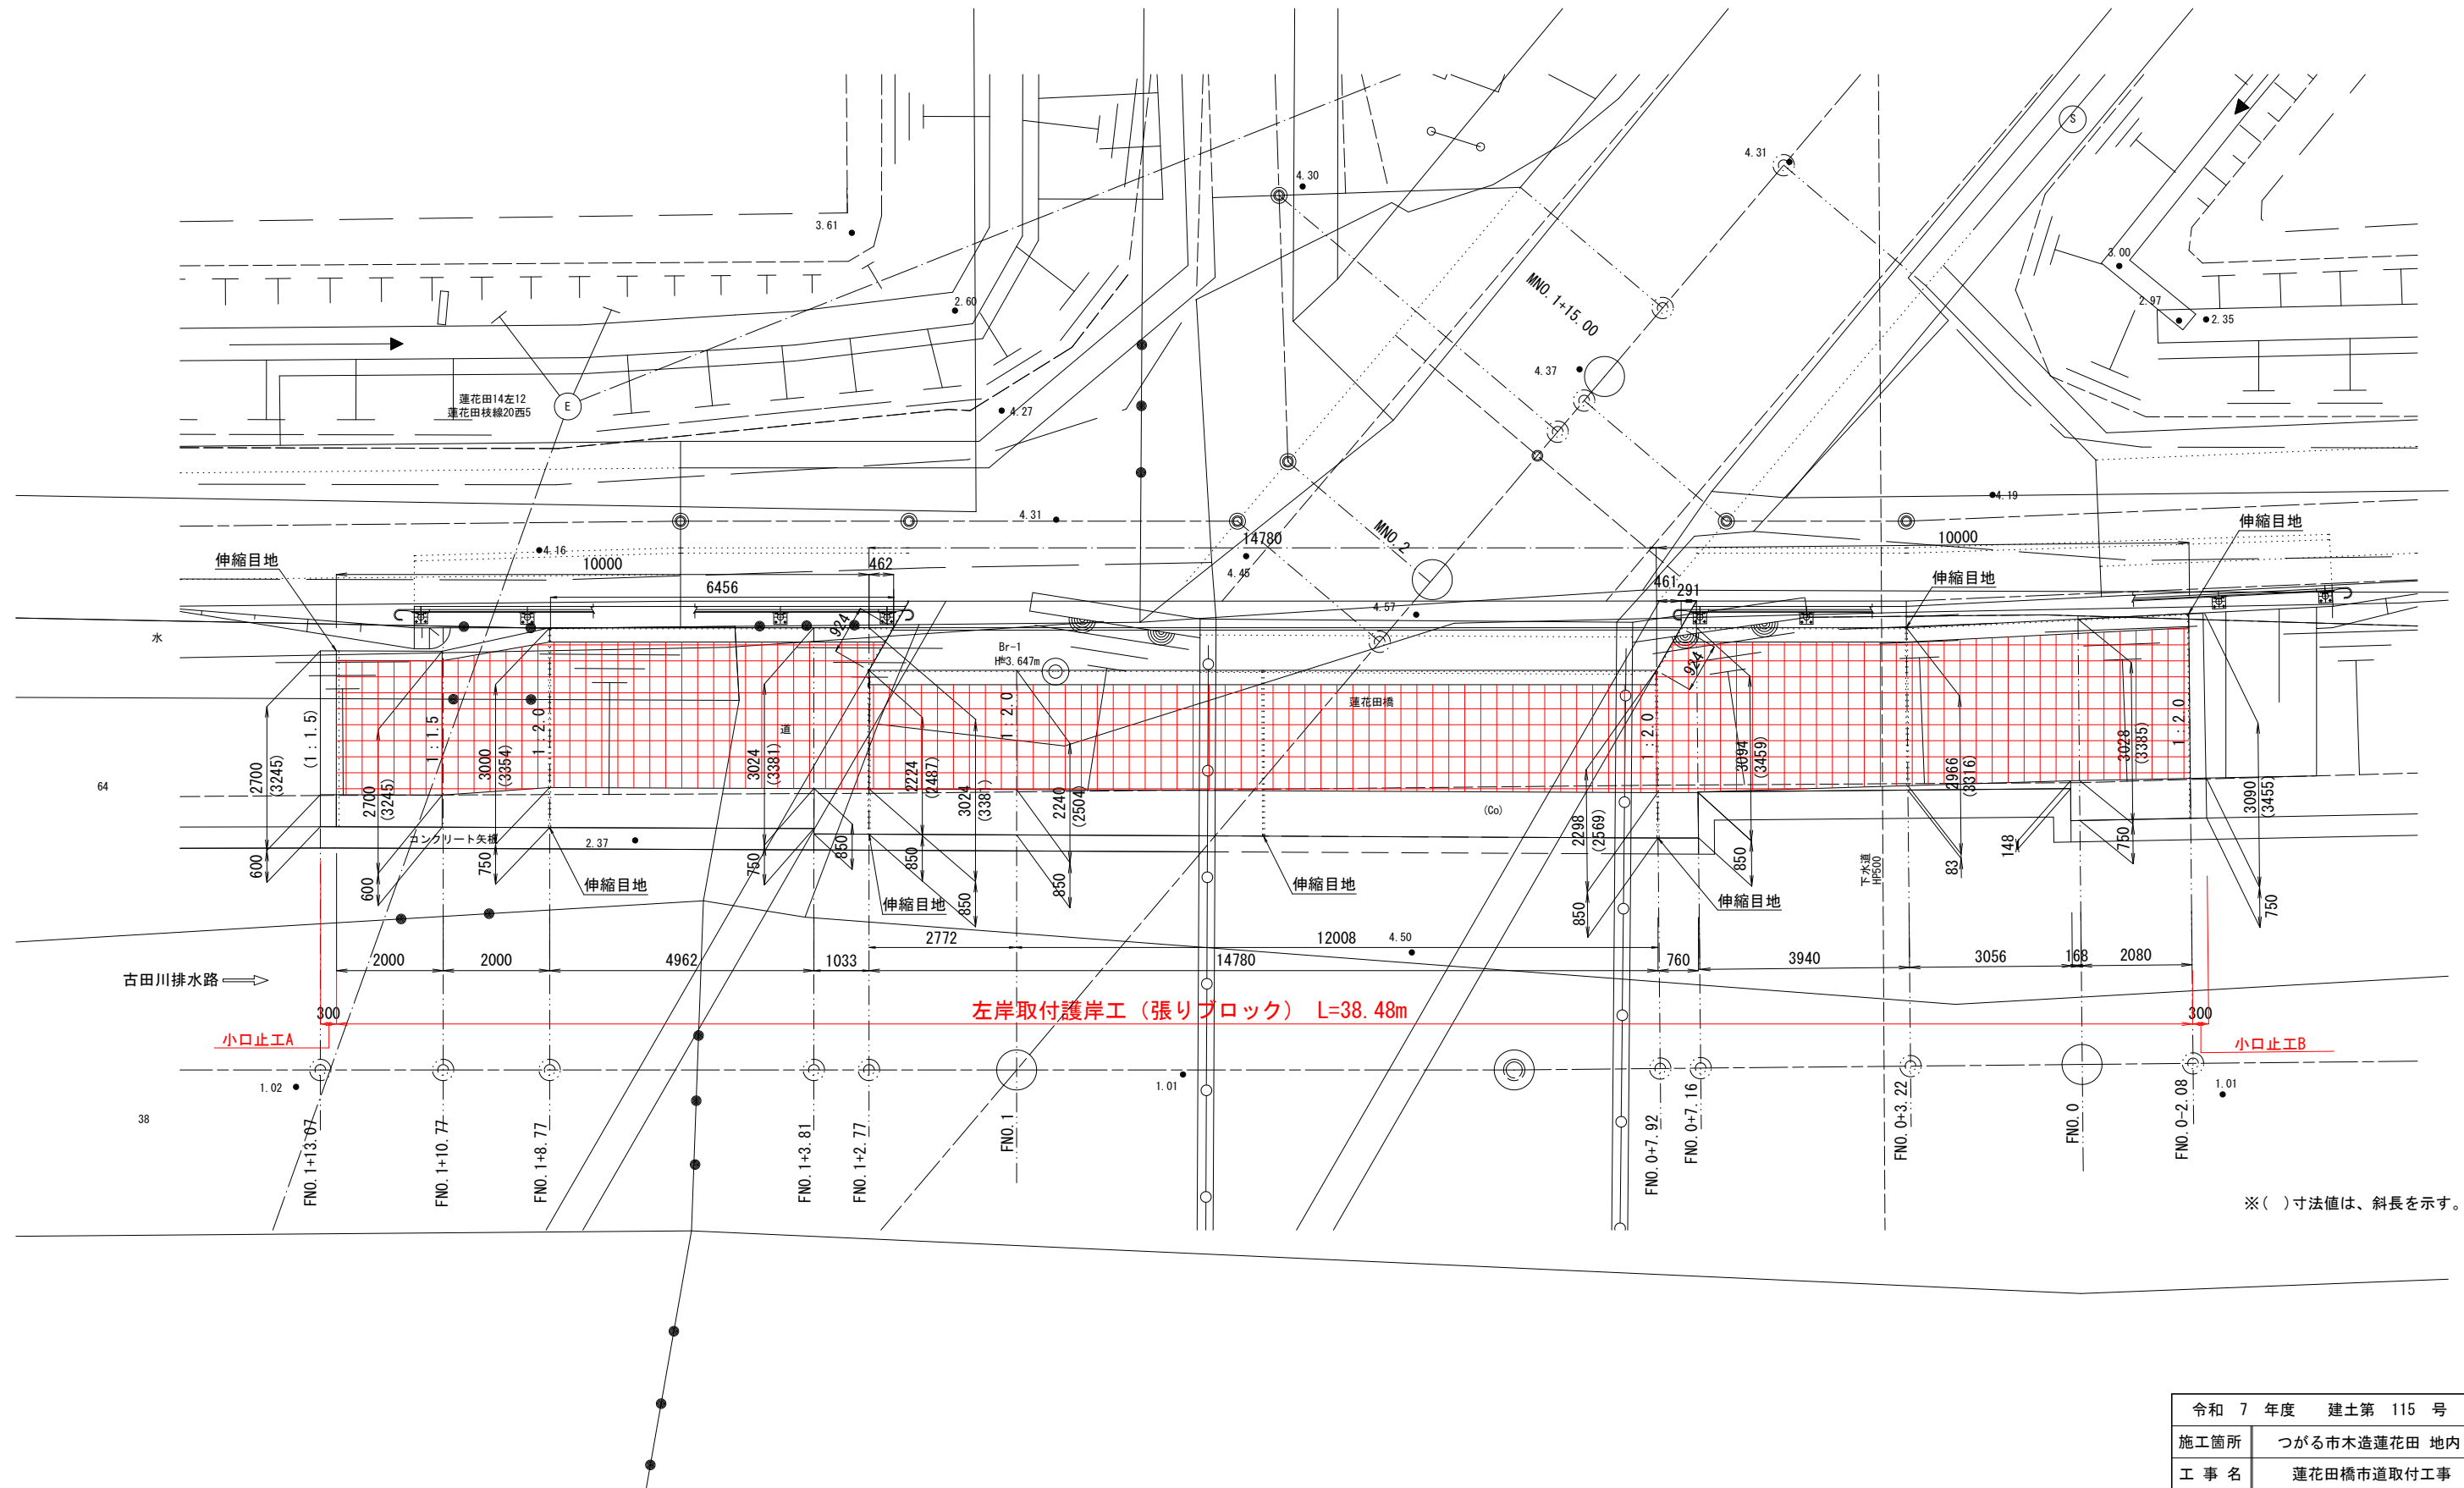 4.31
S
4.30
3.61
3.00
2.60
2.97
2.35
MNO.1+15.00
4.37
蓮花田14左12
蓮花田枝線20西5
E
4.27
4.19
4.31
伸縮目地
4.16
14780
MNO.2
10000
伸縮目地
10000
462
4.45
伸縮目地
6456
461
291
4.57
水
924
Br-1
H=3.647m
924
蓮花田橋
道
(1:1.5)
1:1.5
1:2.0
1:2.0
1:2.0
1:2.0
2700
(3245)
2700
(3245)
3000
(3354)
3024
(3381)
2224
(2487)
3024
(3381)
2240
(2504)
2298
(2569)
3094
(3459)
2966
(3316)
3028
(3385)
3090
(3455)
64
(Co)
コンクリート矢板
2.37
600
600
750
750
850
850
850
850
850
850
83
148
750
750
下水道
HP500
伸縮目地
伸縮目地
伸縮目地
伸縮目地
2772
12008
4.50
古田川排水路
2000
2000
4962
1033
14780
760
3940
3056
168
2080
300
左岸取付護岸工（張りブロック） L=38.48m
300
小口止工A
小口止工B
1.02
1.01
1.01
38
FNO.1+13.07
FNO.1+10.77
FNO.1+8.77
FNO.1+3.81
FNO.1+2.77
FNO.1
FNO.0+7.92
FNO.0+7.16
FNO.0+3.22
FNO.0
FNO.0-2.08
※( )寸法値は、斜長を示す。
令和 7 年度 建土第 115 号
施工箇所 つがる市木造蓮花田 地内
工事名 蓮花田橋市道取付工事